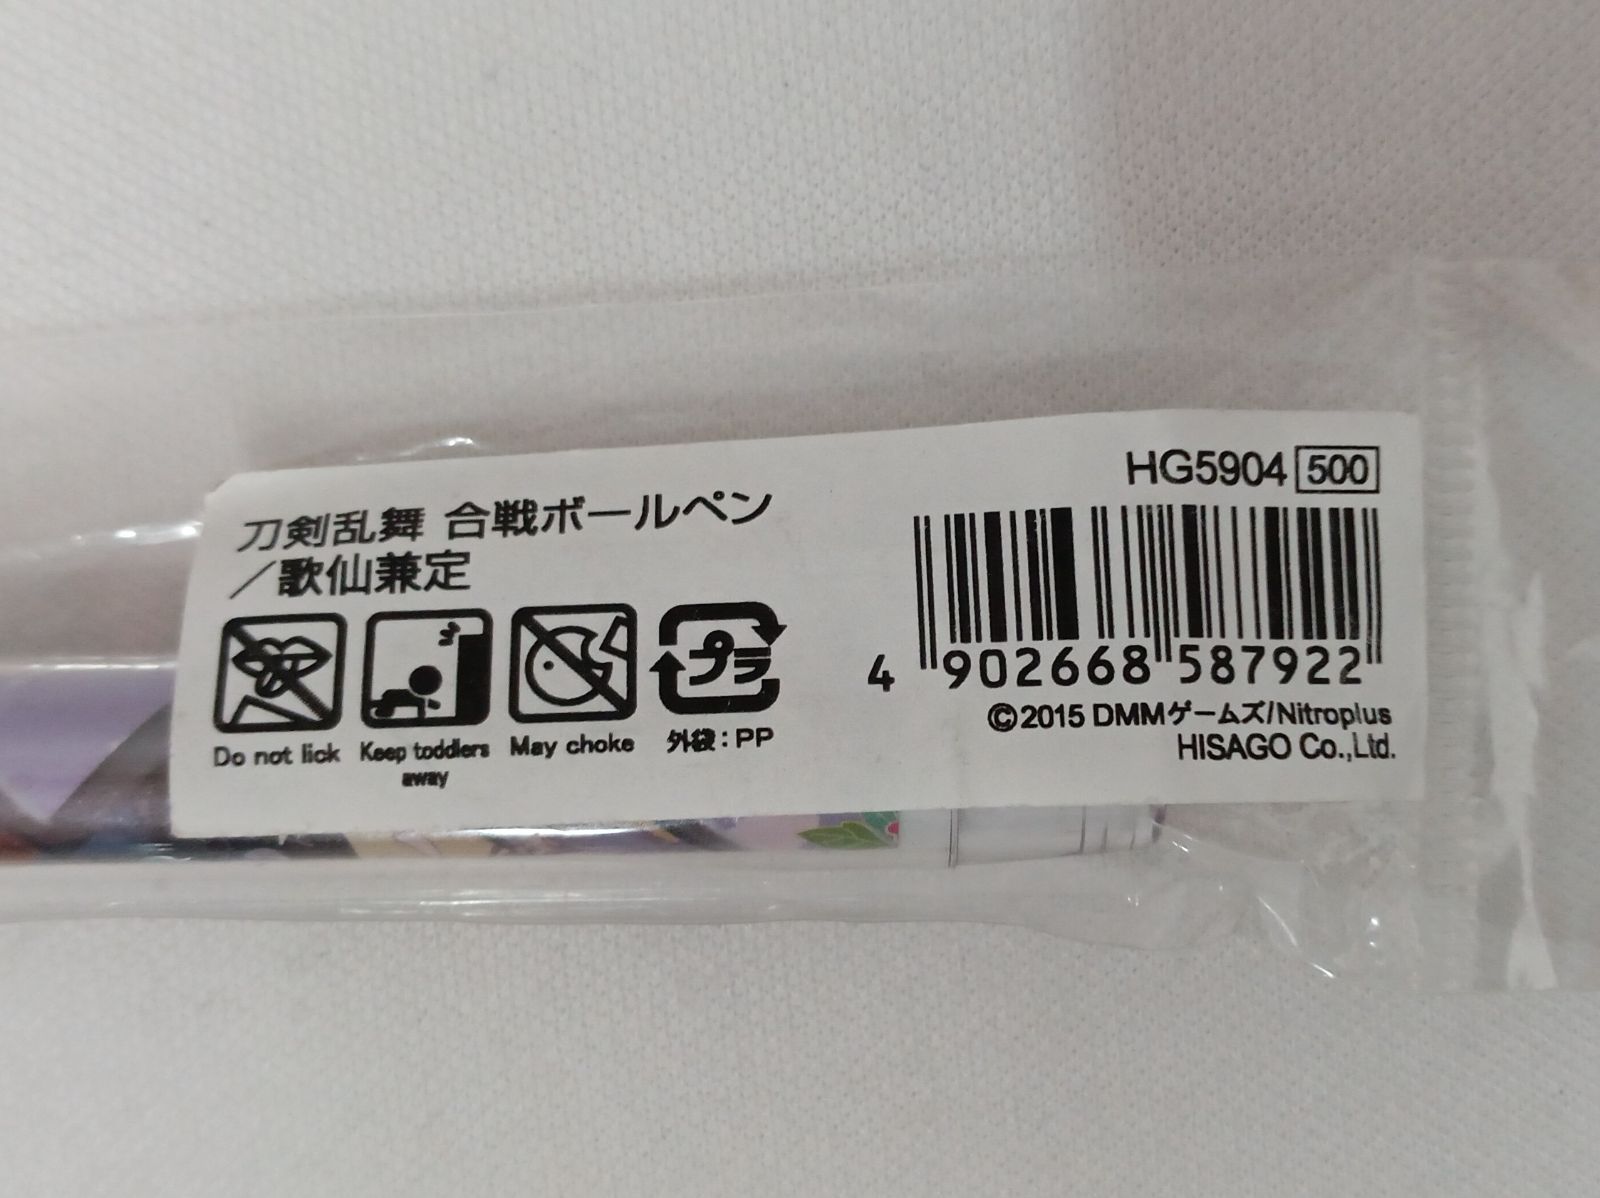 HG5904 500
刀剣乱舞 合戦ボールペン
／歌仙兼定
Do not lick
Keep toddlers
away
May choke
プラ
外袋：PP
4 902668 587922
©2015 DMMゲームズ/Nitroplus
HISAGO Co.,Ltd.